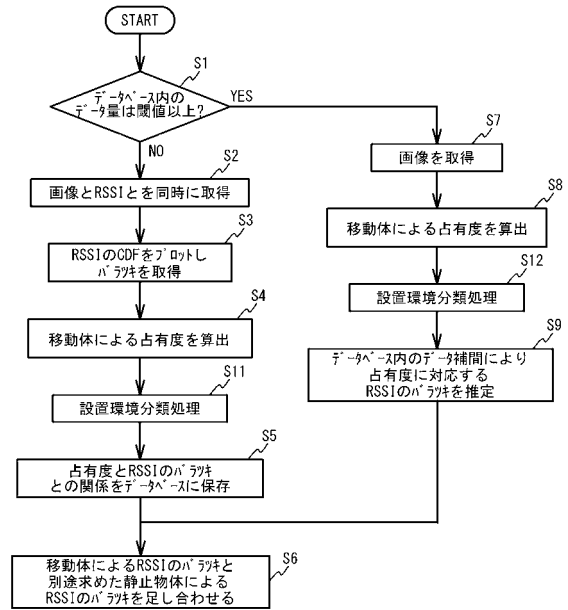 START
S1
データベース内の
データ量は閾値以上?
YES
NO
S2
画像とRSSIとを同時に取得
S3
RSSIのCDFをプロットし
バラツキを取得
S4
移動体による占有度を算出
S11
設置環境分類処理
S5
占有度とRSSIのバラツキ
との関係をデータベースに保存
S7
画像を取得
S8
移動体による占有度を算出
S12
設置環境分類処理
S9
データベース内のデータ補間により
占有度に対応する
RSSIのバラツキを推定
S6
移動体によるRSSIのバラツキと
別途求めた静止物体による
RSSIのバラツキを足し合わせる